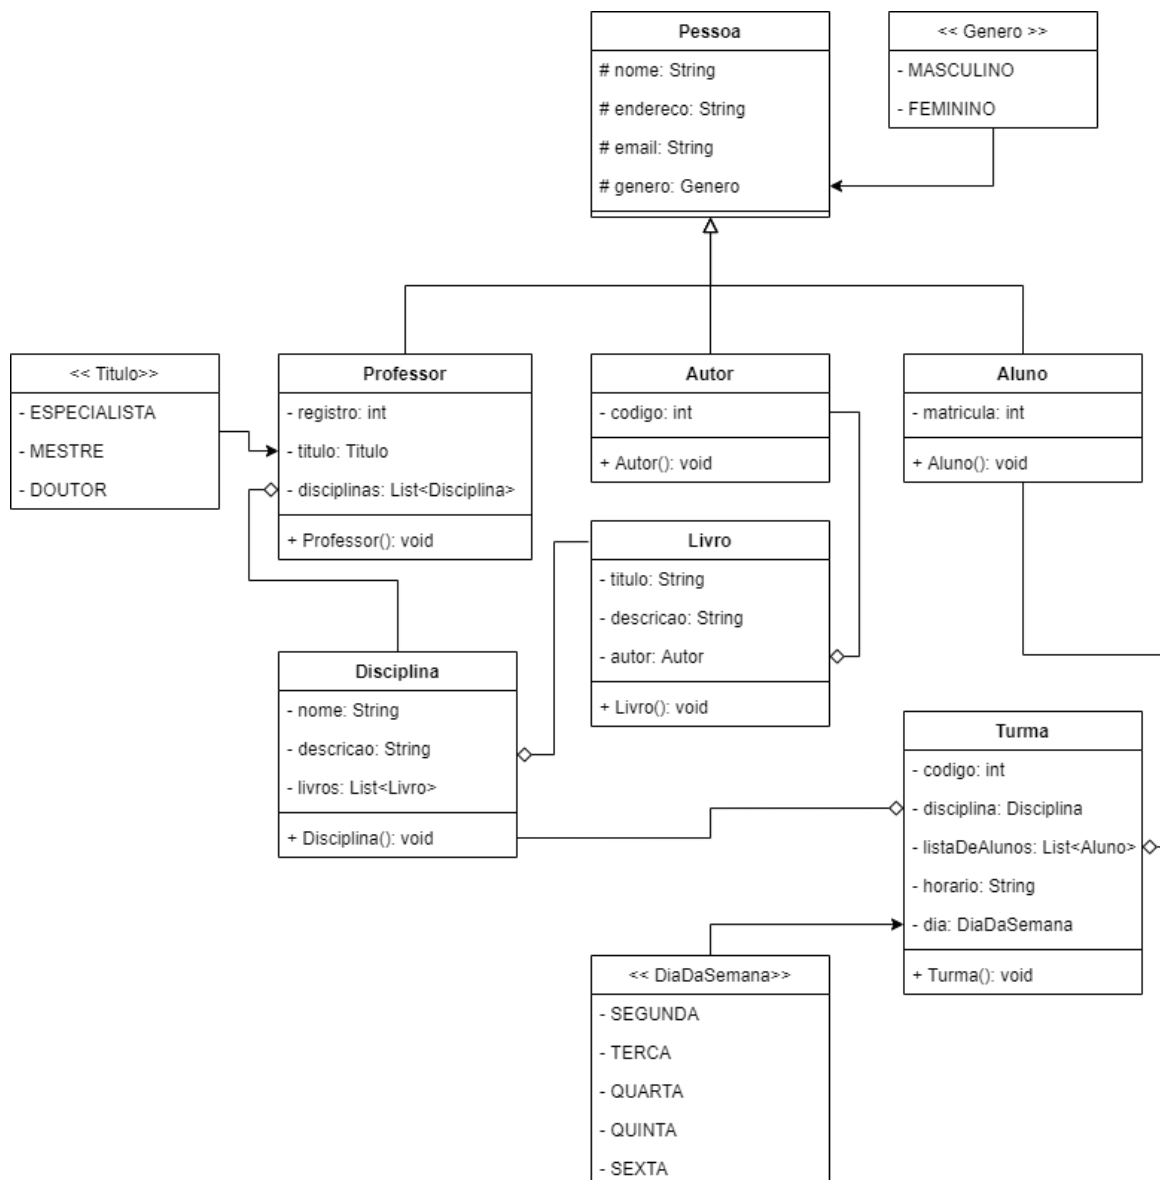 Pessoa
# nome: String
# endereco: String
# email: String
# genero: Genero
<< Genero >>
- MASCULINO
- FEMININO
<< Titulo>>
- ESPECIALISTA
- MESTRE
- DOUTOR
Professor
- registro: int
- titulo: Titulo
- disciplinas: List<Disciplina>
+ Professor(): void
Autor
- codigo: int
+ Autor(): void
Aluno
- matricula: int
+ Aluno(): void
Livro
- titulo: String
- descricao: String
- autor: Autor
+ Livro(): void
Disciplina
- nome: String
- descricao: String
- livros: List<Livro>
+ Disciplina(): void
Turma
- codigo: int
- disciplina: Disciplina
- listaDeAlunos: List<Aluno>
- horario: String
- dia: DiaDaSemana
+ Turma(): void
<< DiaDaSemana>>
- SEGUNDA
- TERCA
- QUARTA
- QUINTA
- SEXTA